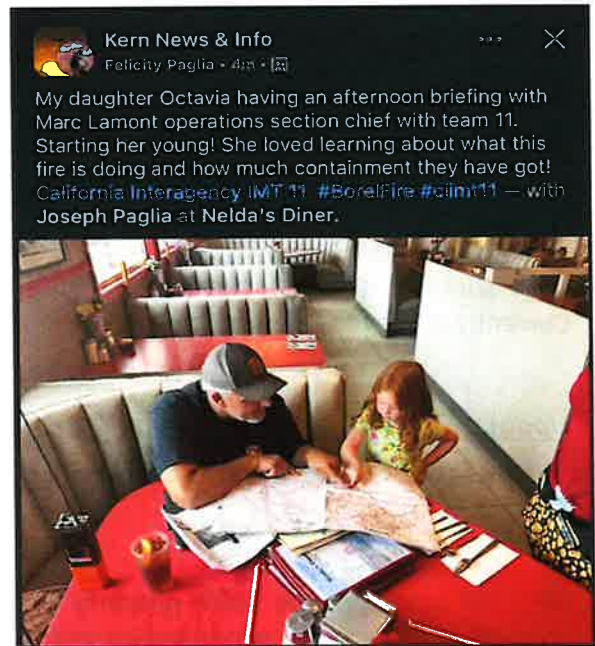 Kern News & Info
Felicity Paglia • 4m •
My daughter Octavia having an afternoon briefing with
Marc Lamont operations section chief with team 11.
Starting her young! She loved learning about what this
fire is doing and how much containment they have got!
California Interagency IMT 11 #BorelFire #ciimt11 — with
Joseph Paglia at Nelda's Diner.